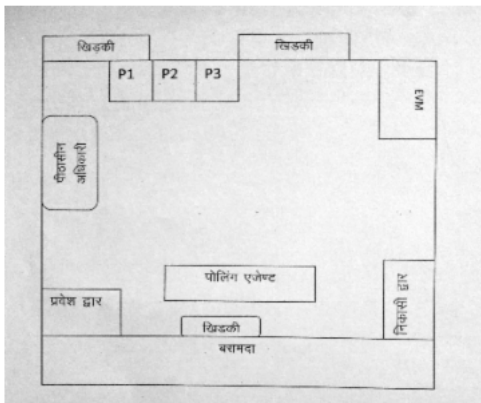 खिड़की
खिड़की
P1 P2 P3
EVM
पीठासीन
अधिकारी
पोलिंग एजेण्ट
प्रवेश द्वार
निकासी द्वार
खिड़की
बरामदा